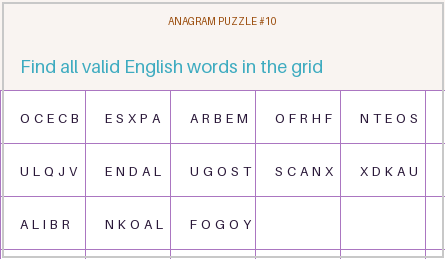 ANAGRAM PUZZLE #10
Find all valid English words in the grid
OCECB ESXPA ARBEM OFRHF NTEOS
ULQJV ENDAL UGOST SCANX XDKAU
ALIBR NKOAL FOGOY